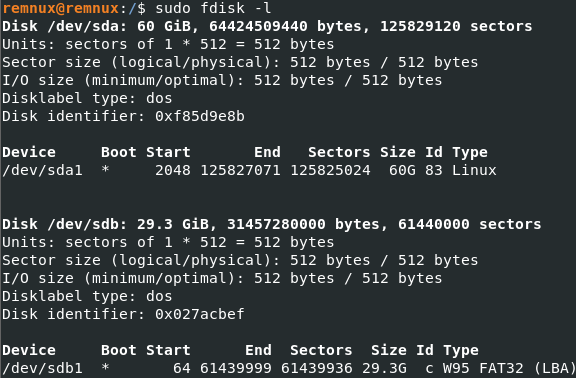 remnux@remnux:/$ sudo fdisk -l
Disk /dev/sda: 60 GiB, 64424509440 bytes, 125829120 sectors
Units: sectors of 1 * 512 = 512 bytes
Sector size (logical/physical): 512 bytes / 512 bytes
I/O size (minimum/optimal): 512 bytes / 512 bytes
Disklabel type: dos
Disk identifier: 0xf85d9e8b
Device     Boot Start       End   Sectors Size Id Type
/dev/sda1  *     2048 125827071 125825024  60G 83 Linux
Disk /dev/sdb: 29.3 GiB, 31457280000 bytes, 61440000 sectors
Units: sectors of 1 * 512 = 512 bytes
Sector size (logical/physical): 512 bytes / 512 bytes
I/O size (minimum/optimal): 512 bytes / 512 bytes
Disklabel type: dos
Disk identifier: 0x027acbef
Device     Boot Start      End  Sectors  Size Id Type
/dev/sdb1  *       64 61439999 61439936 29.3G  c W95 FAT32 (LBA)